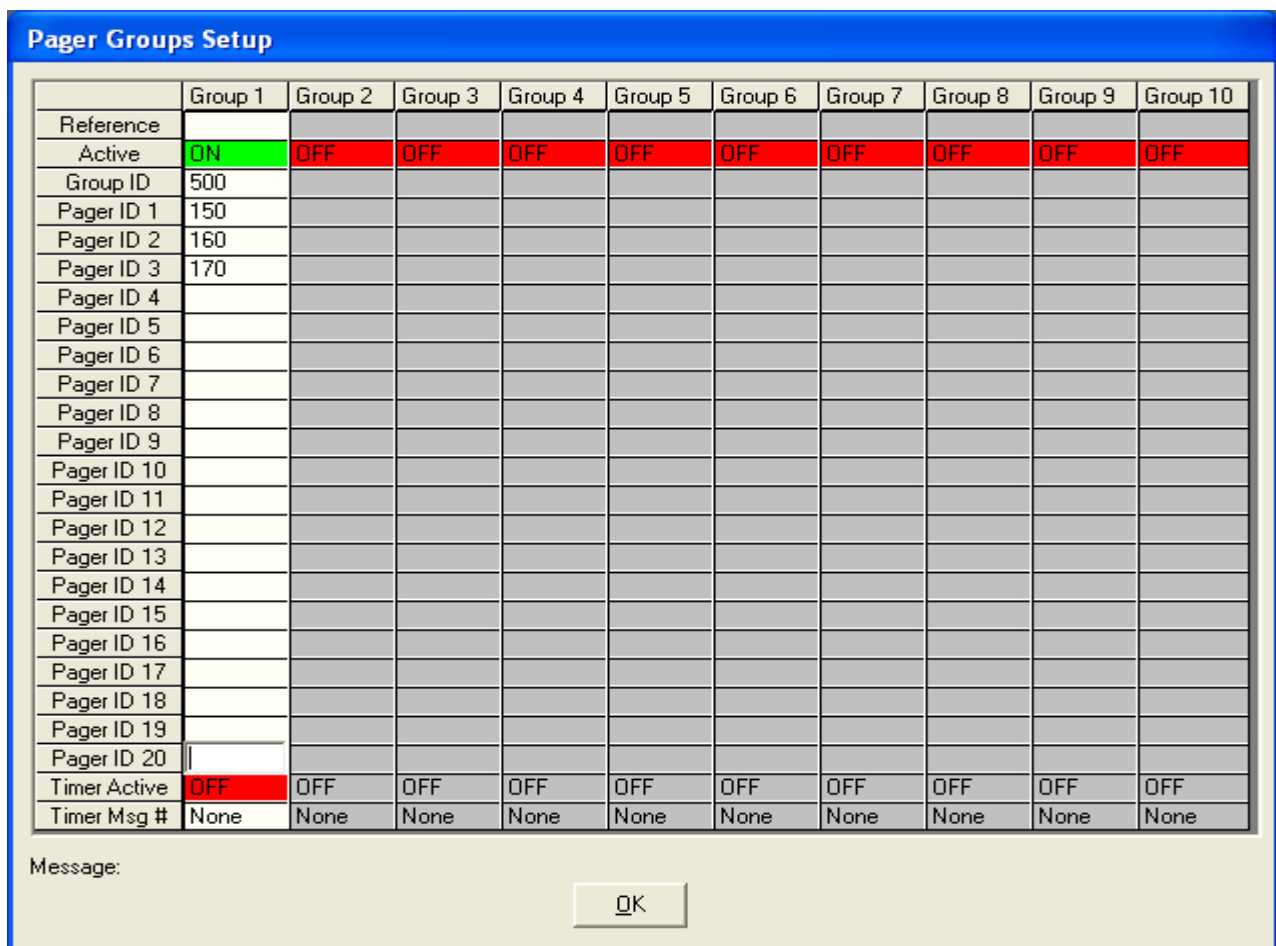 Pager Groups Setup
Group 1 Group 2 Group 3 Group 4 Group 5 Group 6 Group 7 Group 8 Group 9 Group 10
Reference
Active ON OFF OFF OFF OFF OFF OFF OFF OFF OFF
Group ID 500
Pager ID 1 150
Pager ID 2 160
Pager ID 3 170
Pager ID 4
Pager ID 5
Pager ID 6
Pager ID 7
Pager ID 8
Pager ID 9
Pager ID 10
Pager ID 11
Pager ID 12
Pager ID 13
Pager ID 14
Pager ID 15
Pager ID 16
Pager ID 17
Pager ID 18
Pager ID 19
Pager ID 20
Timer Active OFF OFF OFF OFF OFF OFF OFF OFF OFF OFF
Timer Msg # None None None None None None None None None None
Message:
OK